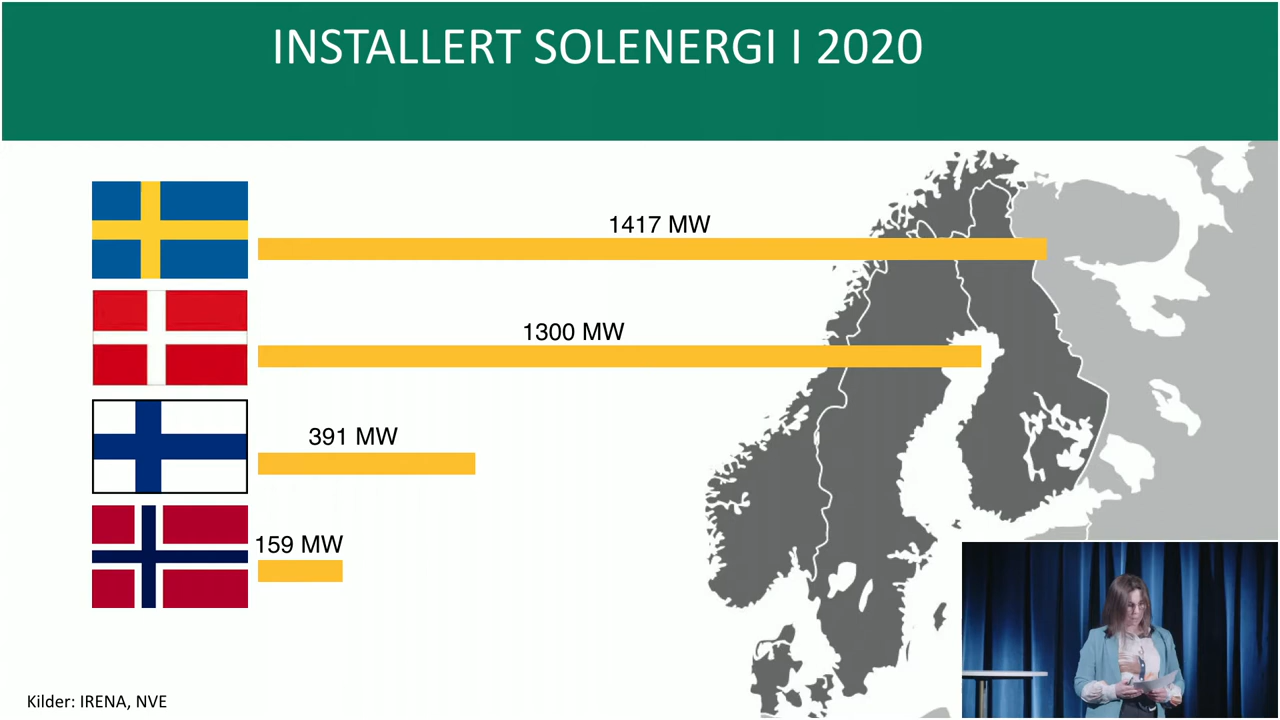 INSTALLERT SOLENERGI I 2020
1417 MW
1300 MW
391 MW
159 MW
Kilder: IRENA, NVE